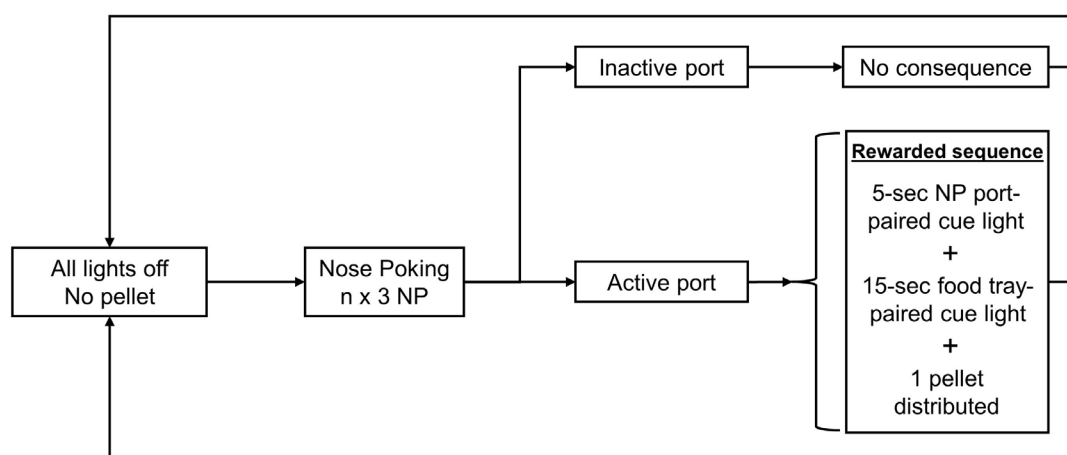 Inactive port
No consequence
Rewarded sequence
5-sec NP port-
paired cue light
+
15-sec food tray-
paired cue light
+
1 pellet
distributed
All lights off
No pellet
Nose Poking
n x 3 NP
Active port